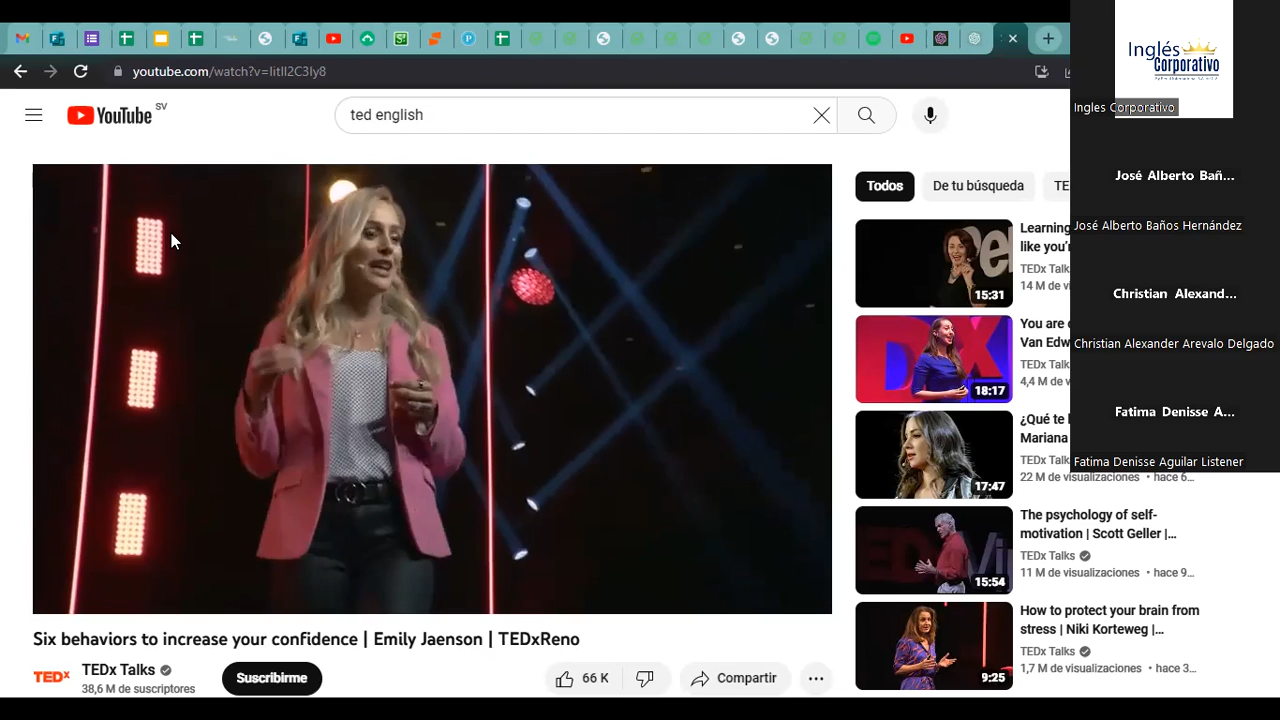 youtube.com/watch?v=IitIl2C3Iy8
YouTube SV
ted english
Todos
De tu búsqueda
TE
Learning
like you'r
TEDx Talks
14 M de vi
15:31
You are c
Van Edw
TEDx Talk
4,4 M de v
18:17
¿Qué te h
Mariana
TEDx Talk
22 M de visualizaciones • hace 6...
17:47
The psychology of self-
motivation | Scott Geller |...
TEDx Talks
11 M de visualizaciones • hace 9...
15:54
How to protect your brain from
stress | Niki Korteweg |...
TEDx Talks
1,7 M de visualizaciones • hace 3...
9:25
Six behaviors to increase your confidence | Emily Jaenson | TEDxReno
TEDx
TEDx Talks
38,6 M de suscriptores
Suscribirme
66 K
Compartir
Inglés
Corporativo
Ingles Corporativo
José Alberto Bañ...
José Alberto Baños Hernández
Christian Alexand...
Christian Alexander Arevalo Delgado
Fatima Denisse A...
Fatima Denisse Aguilar Listener